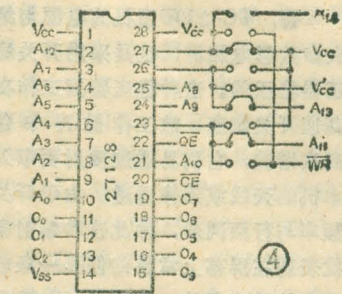 A14
Vcc 1 28 Vcc
A12 2 27 Vcc
A7 3 26
A6 4 25 A8 V'cc
A5 5 24 A9 A13
A4 6 23
A3 7 22 OE A11
A2 8 21 A10 WR
A1 9 20 CE
A0 10 19 O7
O0 11 18 O6
O1 12 17 O5
O2 13 16 O4
Vss 14 15 O3
27128
④